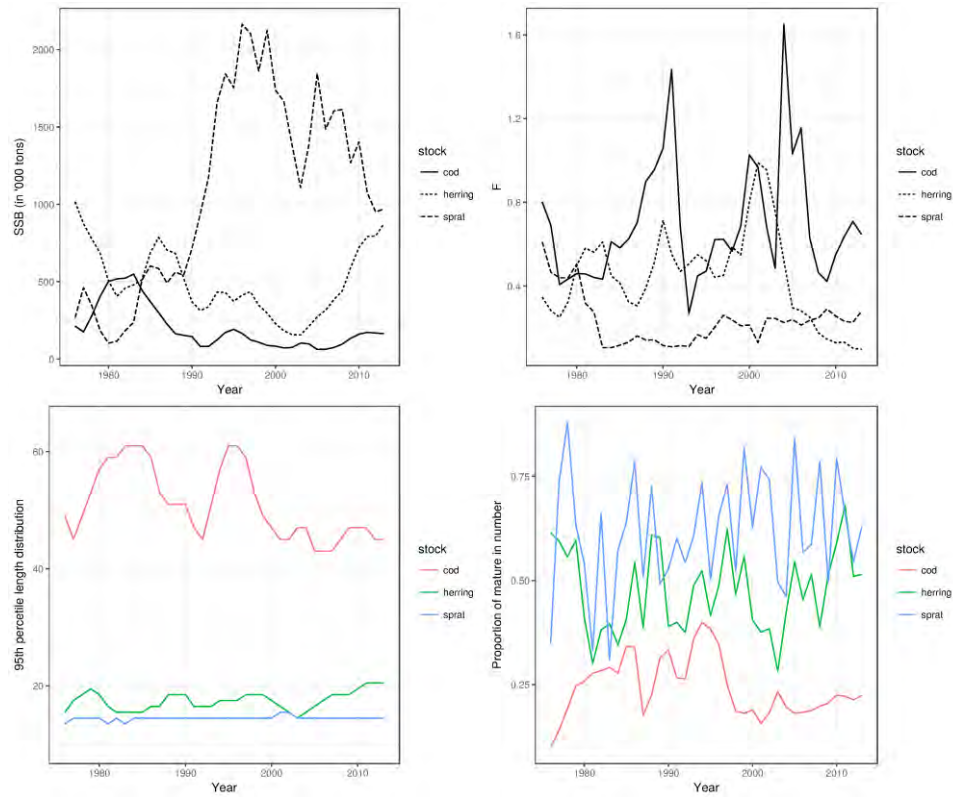 SSB (in '000 tons)
2000
1500
1000
500
0
1980
1990
2000
2010
Year
stock
cod
herring
sprat
F
1.6
1.2
0.8
0.4
1980
1990
2000
2010
Year
stock
cod
herring
sprat
95th percentile length distribution
60
40
20
1980
1990
2000
2010
Year
stock
cod
herring
sprat
Proportion of mature in number
0.75
0.50
0.25
1980
1990
2000
2010
Year
stock
cod
herring
sprat